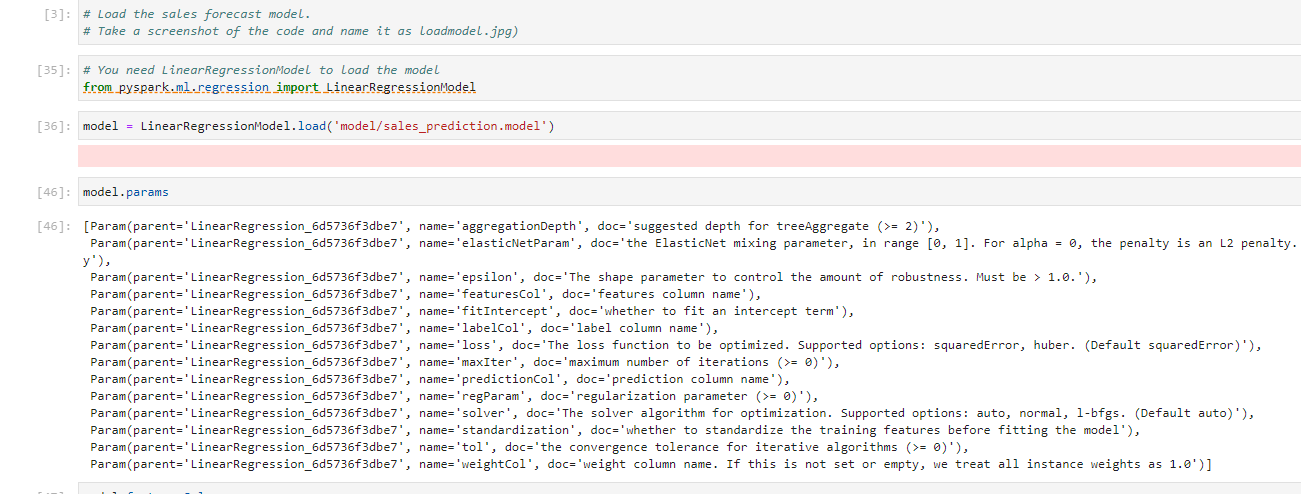 [3]: # Load the sales forecast model.
# Take a screenshot of the code and name it as loadmodel.jpg)
[35]: # You need LinearRegressionModel to load the model
from pyspark.ml.regression import LinearRegressionModel
[36]: model = LinearRegressionModel.load('model/sales_prediction.model')
[46]: model.params
[46]: [Param(parent='LinearRegression_6d5736f3dbe7', name='aggregationDepth', doc='suggested depth for treeAggregate (>= 2)'),
Param(parent='LinearRegression_6d5736f3dbe7', name='elasticNetParam', doc='the ElasticNet mixing parameter, in range [0, 1]. For alpha = 0, the penalty is an L2 penalty.
y'),
Param(parent='LinearRegression_6d5736f3dbe7', name='epsilon', doc='The shape parameter to control the amount of robustness. Must be > 1.0.'),
Param(parent='LinearRegression_6d5736f3dbe7', name='featuresCol', doc='features column name'),
Param(parent='LinearRegression_6d5736f3dbe7', name='fitIntercept', doc='whether to fit an intercept term'),
Param(parent='LinearRegression_6d5736f3dbe7', name='labelCol', doc='label column name'),
Param(parent='LinearRegression_6d5736f3dbe7', name='loss', doc='The loss function to be optimized. Supported options: squaredError, huber. (Default squaredError)'),
Param(parent='LinearRegression_6d5736f3dbe7', name='maxIter', doc='maximum number of iterations (>= 0)'),
Param(parent='LinearRegression_6d5736f3dbe7', name='predictionCol', doc='prediction column name'),
Param(parent='LinearRegression_6d5736f3dbe7', name='regParam', doc='regularization parameter (>= 0)'),
Param(parent='LinearRegression_6d5736f3dbe7', name='solver', doc='The solver algorithm for optimization. Supported options: auto, normal, l-bfgs. (Default auto)'),
Param(parent='LinearRegression_6d5736f3dbe7', name='standardization', doc='whether to standardize the training features before fitting the model'),
Param(parent='LinearRegression_6d5736f3dbe7', name='tol', doc='the convergence tolerance for iterative algorithms (>= 0)'),
Param(parent='LinearRegression_6d5736f3dbe7', name='weightCol', doc='weight column name. If this is not set or empty, we treat all instance weights as 1.0')]